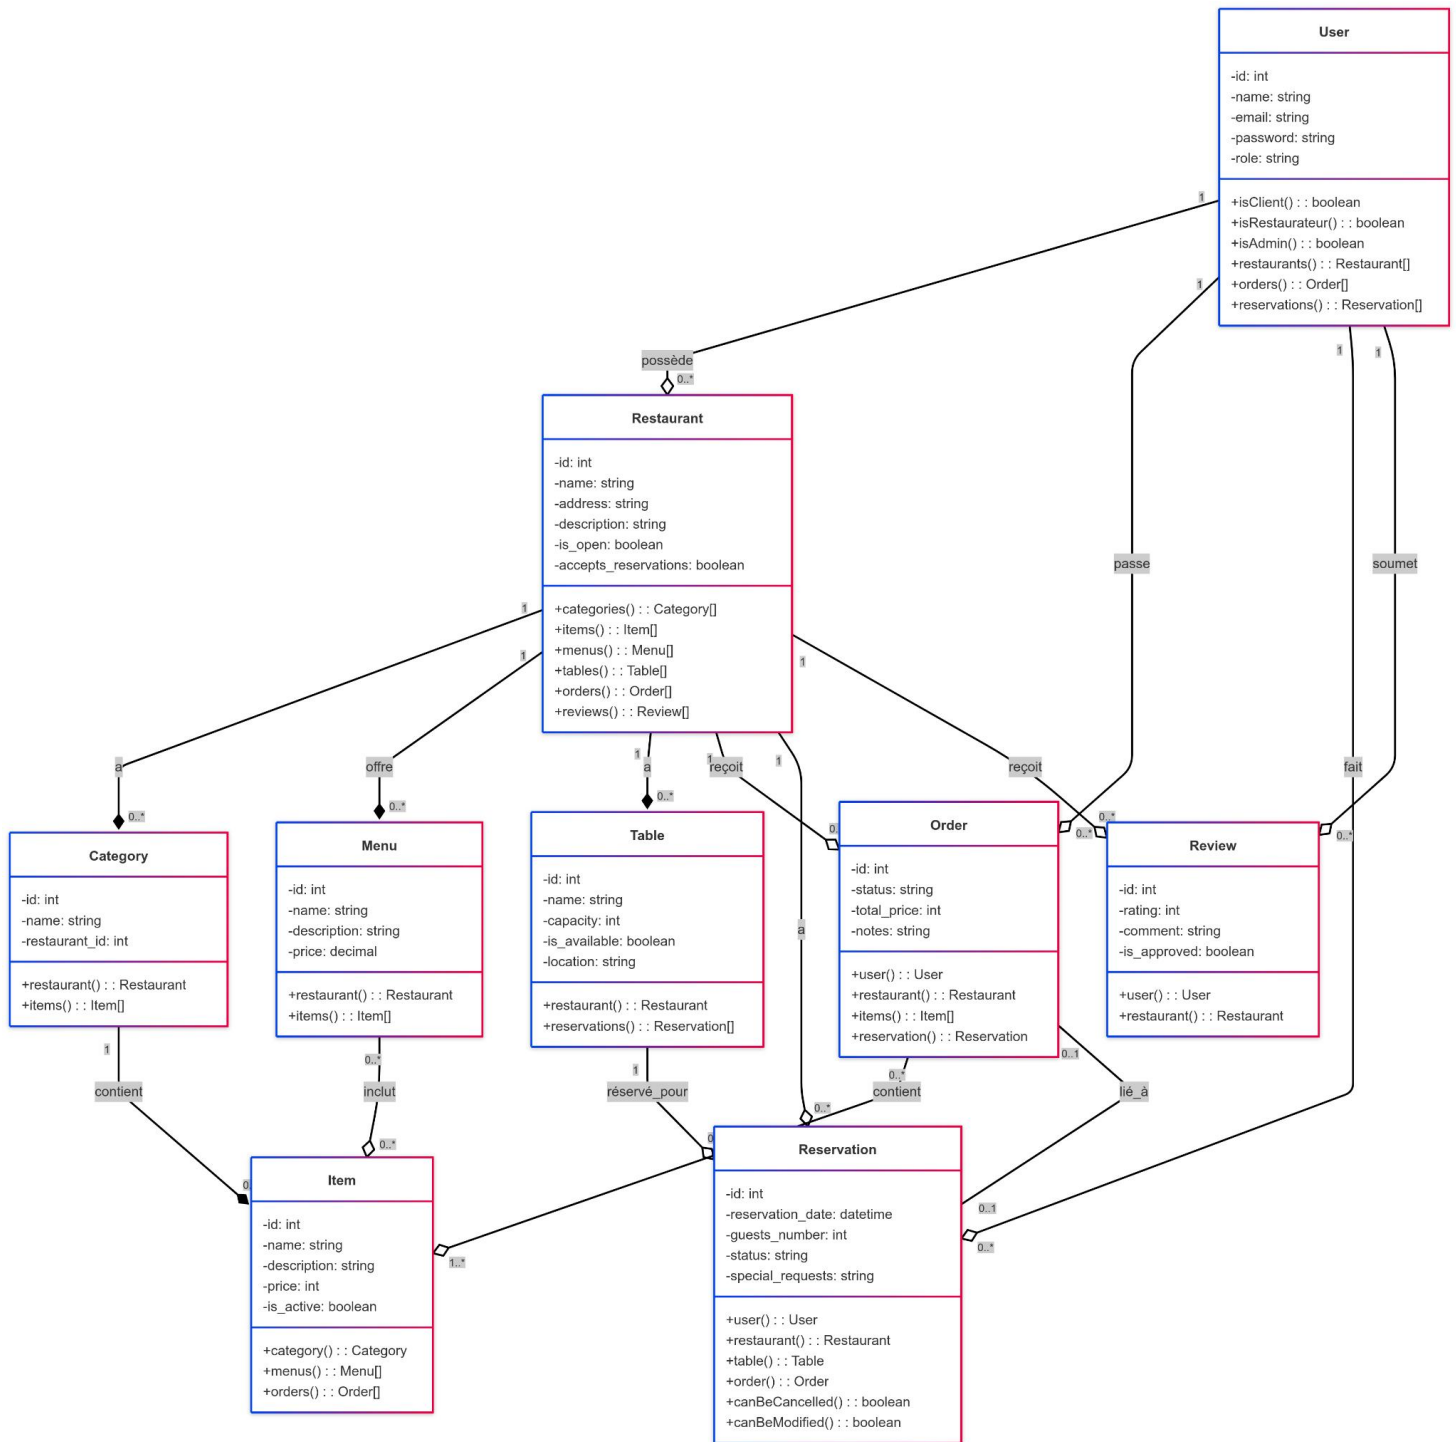 User
-id: int
-name: string
-email: string
-password: string
-role: string
+isClient() : : boolean
+isRestaurateur() : : boolean
+isAdmin() : : boolean
+restaurants() : : Restaurant[]
+orders() : : Order[]
+reservations() : : Reservation[]
1
1
1
1
possède
0..*
Restaurant
-id: int
-name: string
-address: string
-description: string
-is_open: boolean
-accepts_reservations: boolean
+categories() : : Category[]
+items() : : Item[]
+menus() : : Menu[]
+tables() : : Table[]
+orders() : : Order[]
+reviews() : : Review[]
passe
soumet
1
1
1
1
1
1
a
offre
a
reçoit
reçoit
fait
0..*
0..*
0..*
0..
0..*
0..*
0..*
Category
-id: int
-name: string
-restaurant_id: int
+restaurant() : : Restaurant
+items() : : Item[]
Menu
-id: int
-name: string
-description: string
-price: decimal
+restaurant() : : Restaurant
+items() : : Item[]
Table
-id: int
-name: string
-capacity: int
-is_available: boolean
-location: string
+restaurant() : : Restaurant
+reservations() : : Reservation[]
a
Order
-id: int
-status: string
-total_price: int
-notes: string
+user() : : User
+restaurant() : : Restaurant
+items() : : Item[]
+reservation() : : Reservation
Review
-id: int
-rating: int
-comment: string
-is_approved: boolean
+user() : : User
+restaurant() : : Restaurant
1
0..*
1
0..*
0..1
contient
inclut
réservé_pour
contient
lié_à
0..*
0..*
0
0
1..*
0..1
0..*
Item
-id: int
-name: string
-description: string
-price: int
-is_active: boolean
+category() : : Category
+menus() : : Menu[]
+orders() : : Order[]
Reservation
-id: int
-reservation_date: datetime
-guests_number: int
-status: string
-special_requests: string
+user() : : User
+restaurant() : : Restaurant
+table() : : Table
+order() : : Order
+canBeCancelled() : : boolean
+canBeModified() : : boolean